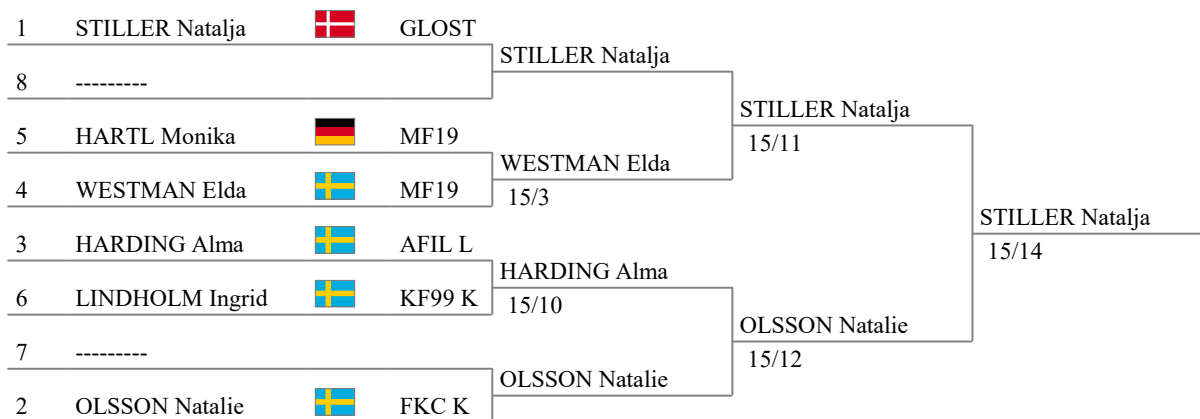 1 STILLER Natalja GLOST
STILLER Natalja
8 ---------
STILLER Natalja
15/11
5 HARTL Monika MF19
WESTMAN Elda
15/3
4 WESTMAN Elda MF19
STILLER Natalja
15/14
3 HARDING Alma AFIL L
HARDING Alma
15/10
6 LINDHOLM Ingrid KF99 K
OLSSON Natalie
15/12
7 ---------
OLSSON Natalie
2 OLSSON Natalie FKC K